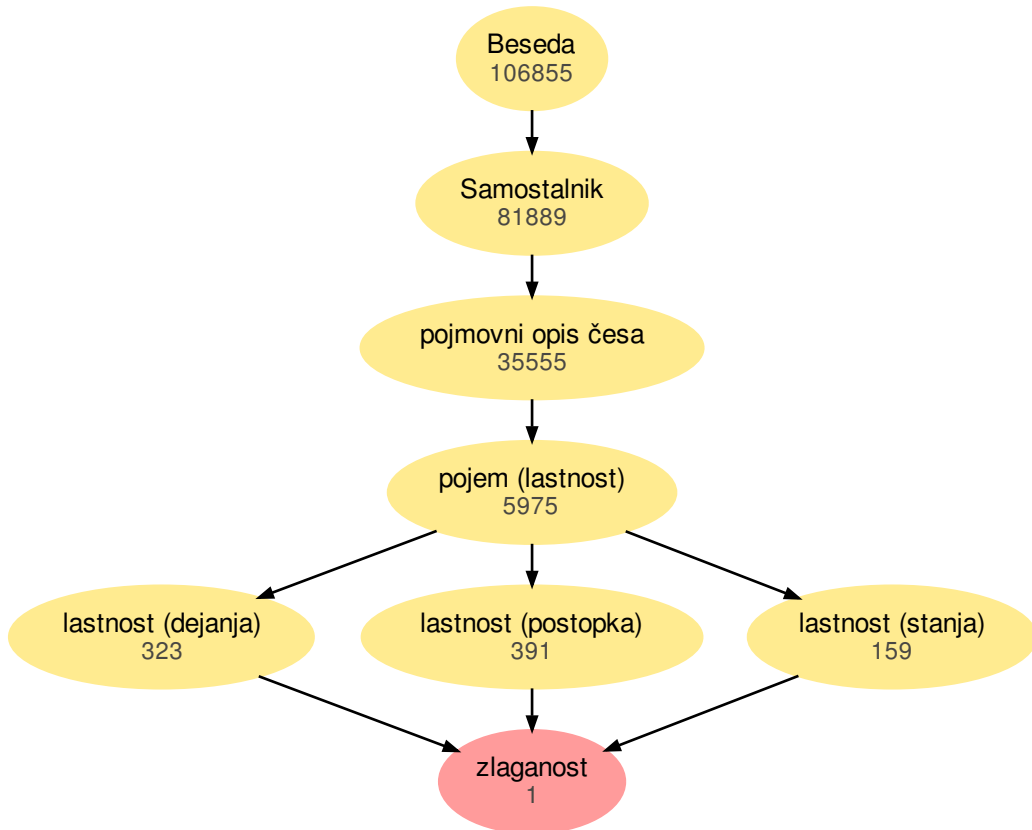 Beseda
106855
Samostalnik
81889
pojmovni opis česa
35555
pojem (lastnost)
5975
lastnost (dejanja)
323
lastnost (postopka)
391
lastnost (stanja)
159
zlaganost
1